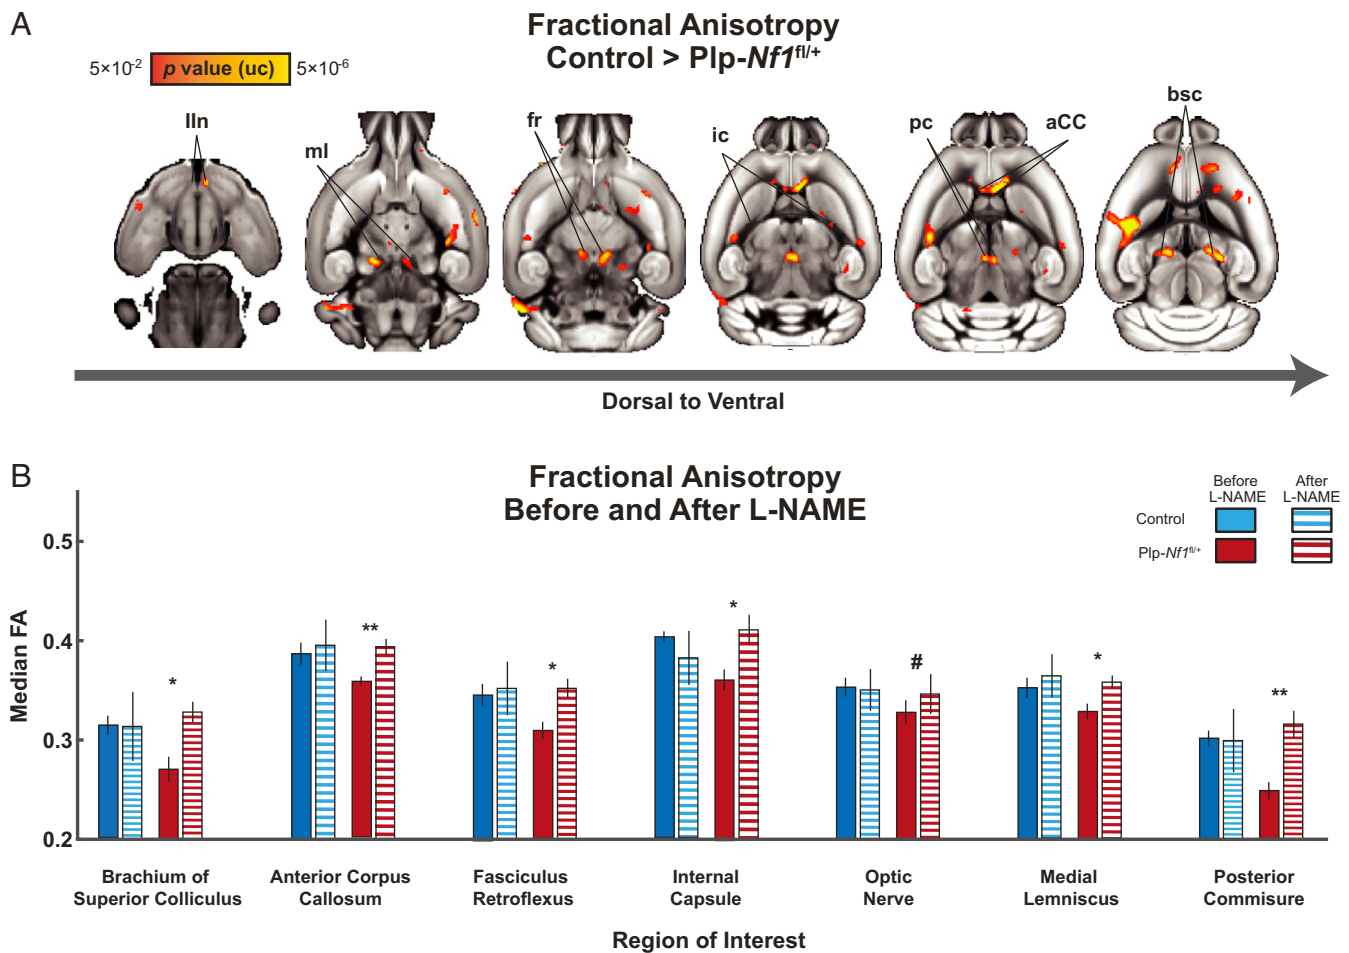 A
Fractional Anisotropy
Control > Plp-Nf1fl/+
5×10-2 p value (uc) 5×10-6
lln
ml
fr
ic
pc
aCC
bsc
Dorsal to Ventral
B
Fractional Anisotropy
Before and After L-NAME
Before L-NAME
After L-NAME
Control
Plp-Nf1fl/+
Median FA
0.5
0.4
0.3
0.2
*
**
*
*
#
*
**
Brachium of
Superior Colliculus
Anterior Corpus
Callosum
Fasciculus
Retroflexus
Internal
Capsule
Optic
Nerve
Medial
Lemniscus
Posterior
Commisure
Region of Interest